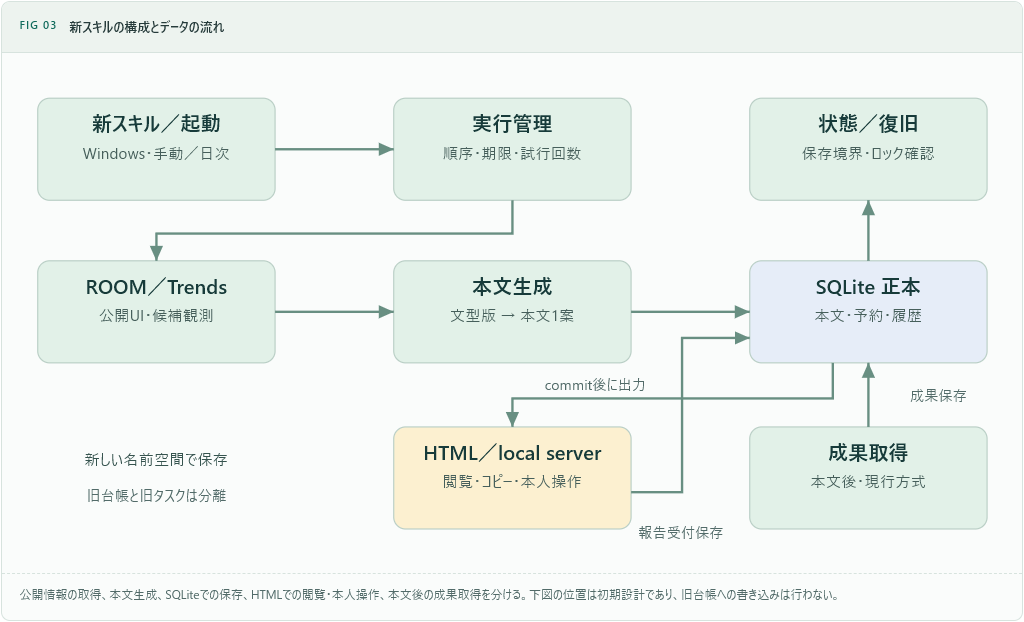 FIG 03 新スキルの構成とデータの流れ
新スキル／起動
Windows・手動／日次
実行管理
順序・期限・試行回数
状態／復旧
保存境界・ロック確認
ROOM／Trends
公開UI・候補観測
本文生成
文型版 → 本文1案
SQLite 正本
本文・予約・履歴
commit後に出力
成果保存
HTML／local server
閲覧・コピー・本人操作
成果取得
本文後・現行方式
新しい名前空間で保存
旧台帳と旧タスクは分離
報告受付保存
公開情報の取得、本文生成、SQLiteでの保存、HTMLでの閲覧・本人操作、本文後の成果取得を分ける。下図の位置は初期設計であり、旧台帳への書き込みは行わない。